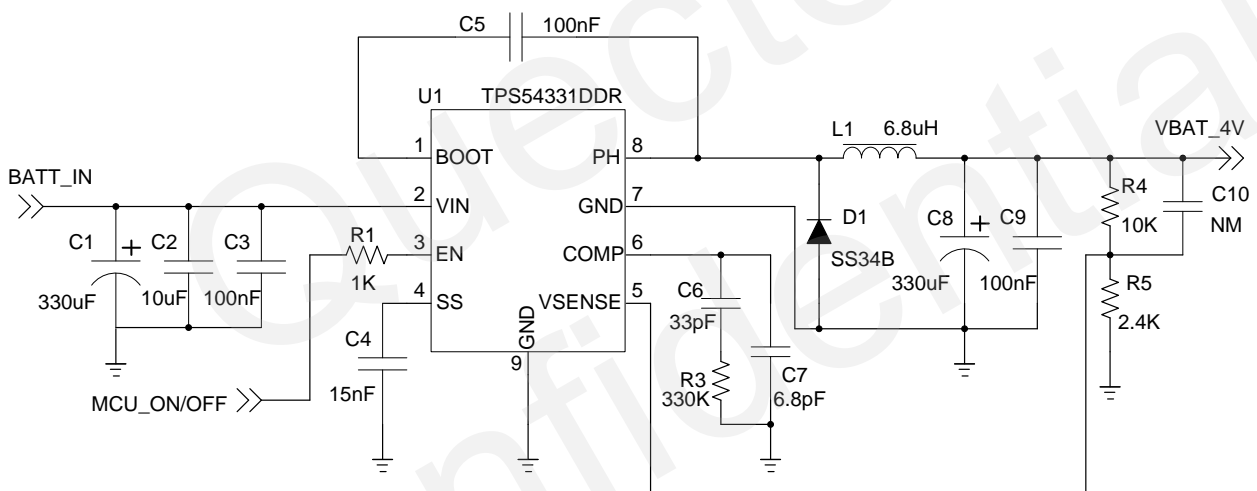 C5
100nF
U1
TPS54331DDR
1
BOOT
PH
8
L1
6.8uH
VBAT_4V
BATT_IN
2
VIN
GND
7
D1
SS34B
C1
+
330uF
C2
10uF
C3
100nF
R1
1K
3
EN
COMP
6
C8
+
330uF
C9
100nF
R4
10K
C10
NM
4
SS
VSENSE
5
C6
33pF
R5
2.4K
C4
15nF
GND
9
R3
330K
C7
6.8pF
MCU_ON/OFF
Quectel
Confidential